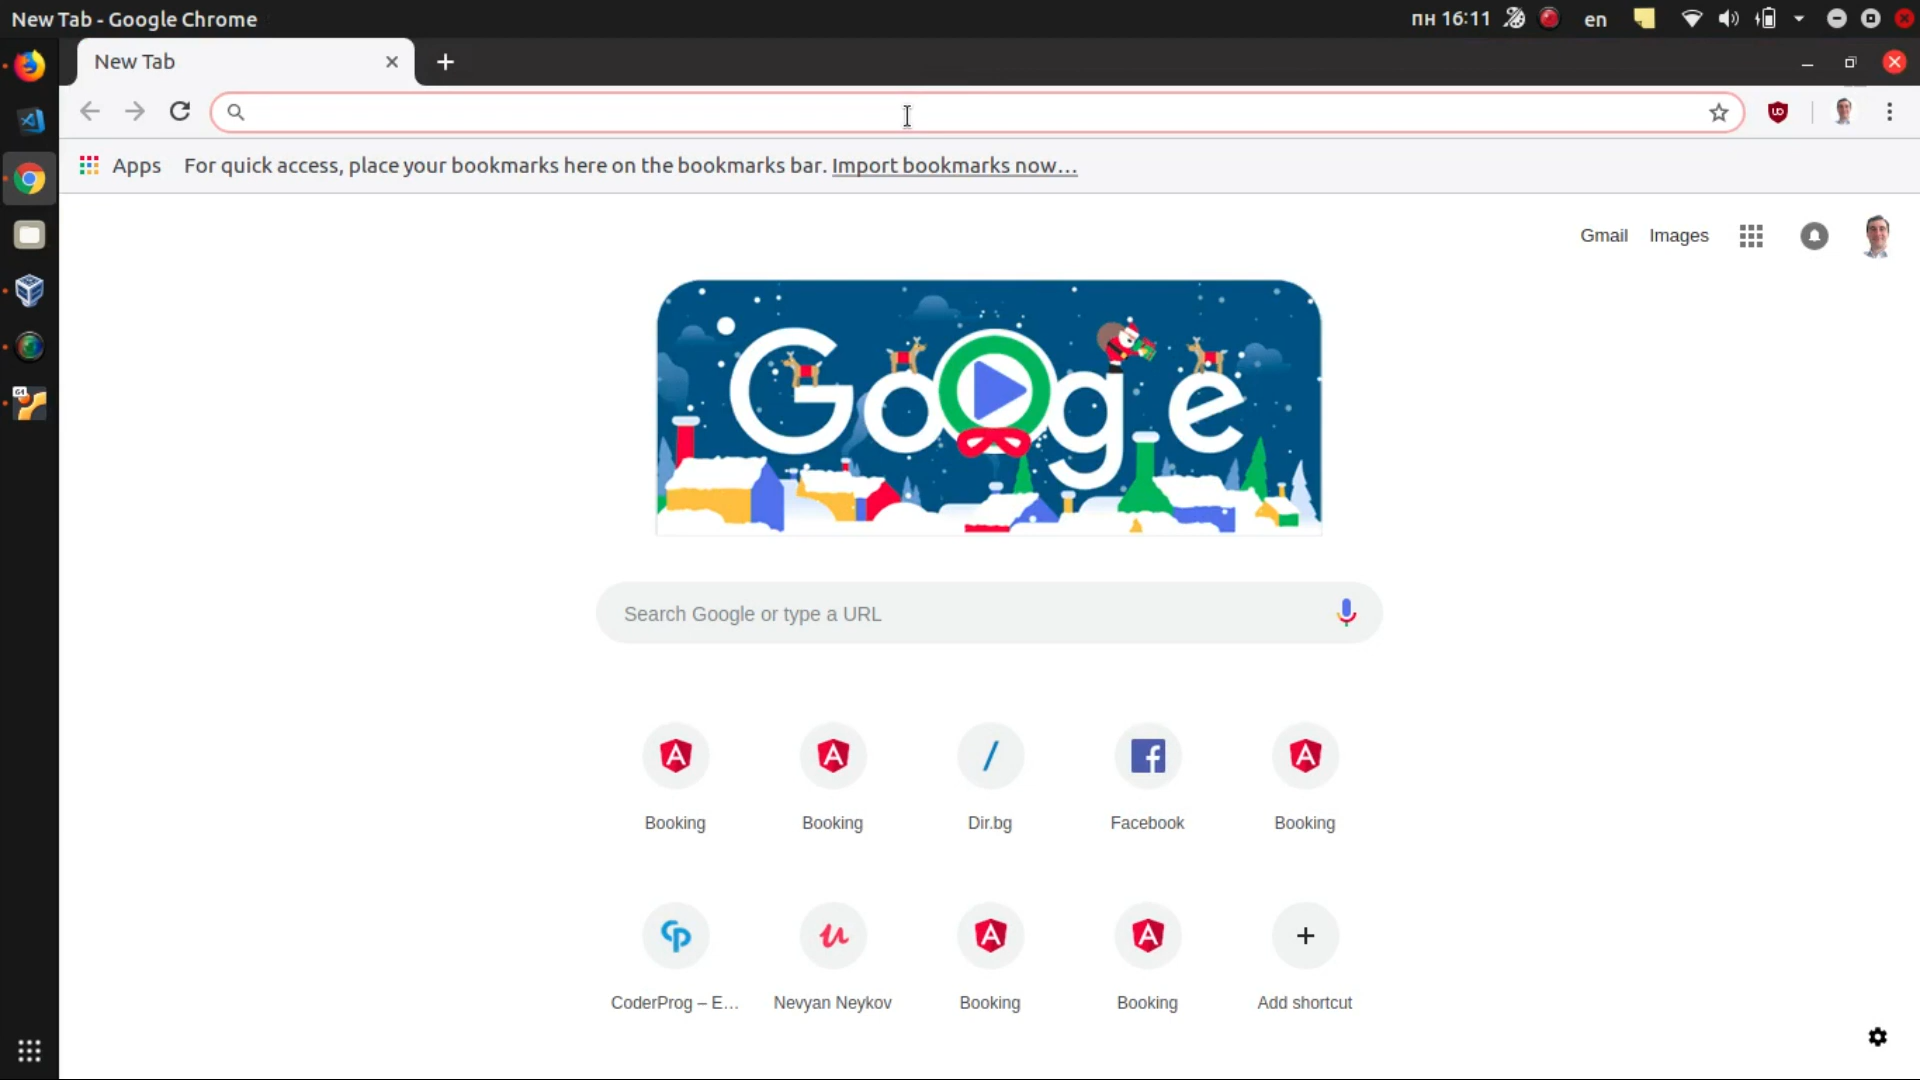 New Tab - Google Chrome
пн 16:11
en
New Tab
Apps
For quick access, place your bookmarks here on the bookmarks bar. Import bookmarks now...
Gmail
Images
Goog e
Search Google or type a URL
Booking
Booking
Dir.bg
Facebook
Booking
CoderProg – E...
Nevyan Neykov
Booking
Booking
Add shortcut